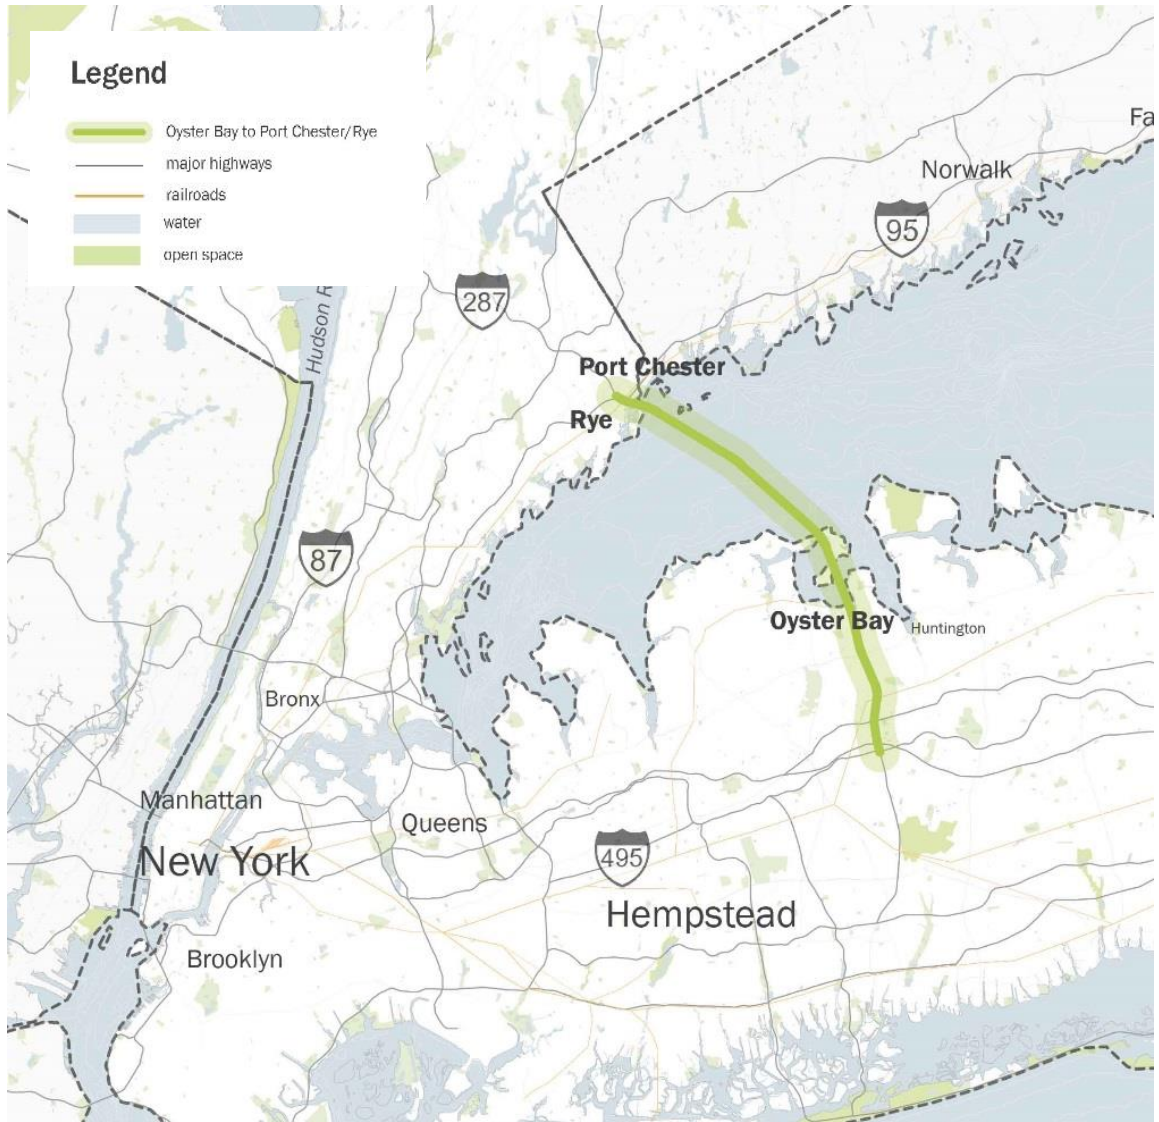 Legend
Oyster Bay to Port Chester/Rye
major highways
railroads
water
open space
Fa
Norwalk
95
287
Hudson R
Port Chester
Rye
87
Oyster Bay
Huntington
Bronx
Manhattan
Queens
New York
495
Hempstead
Brooklyn